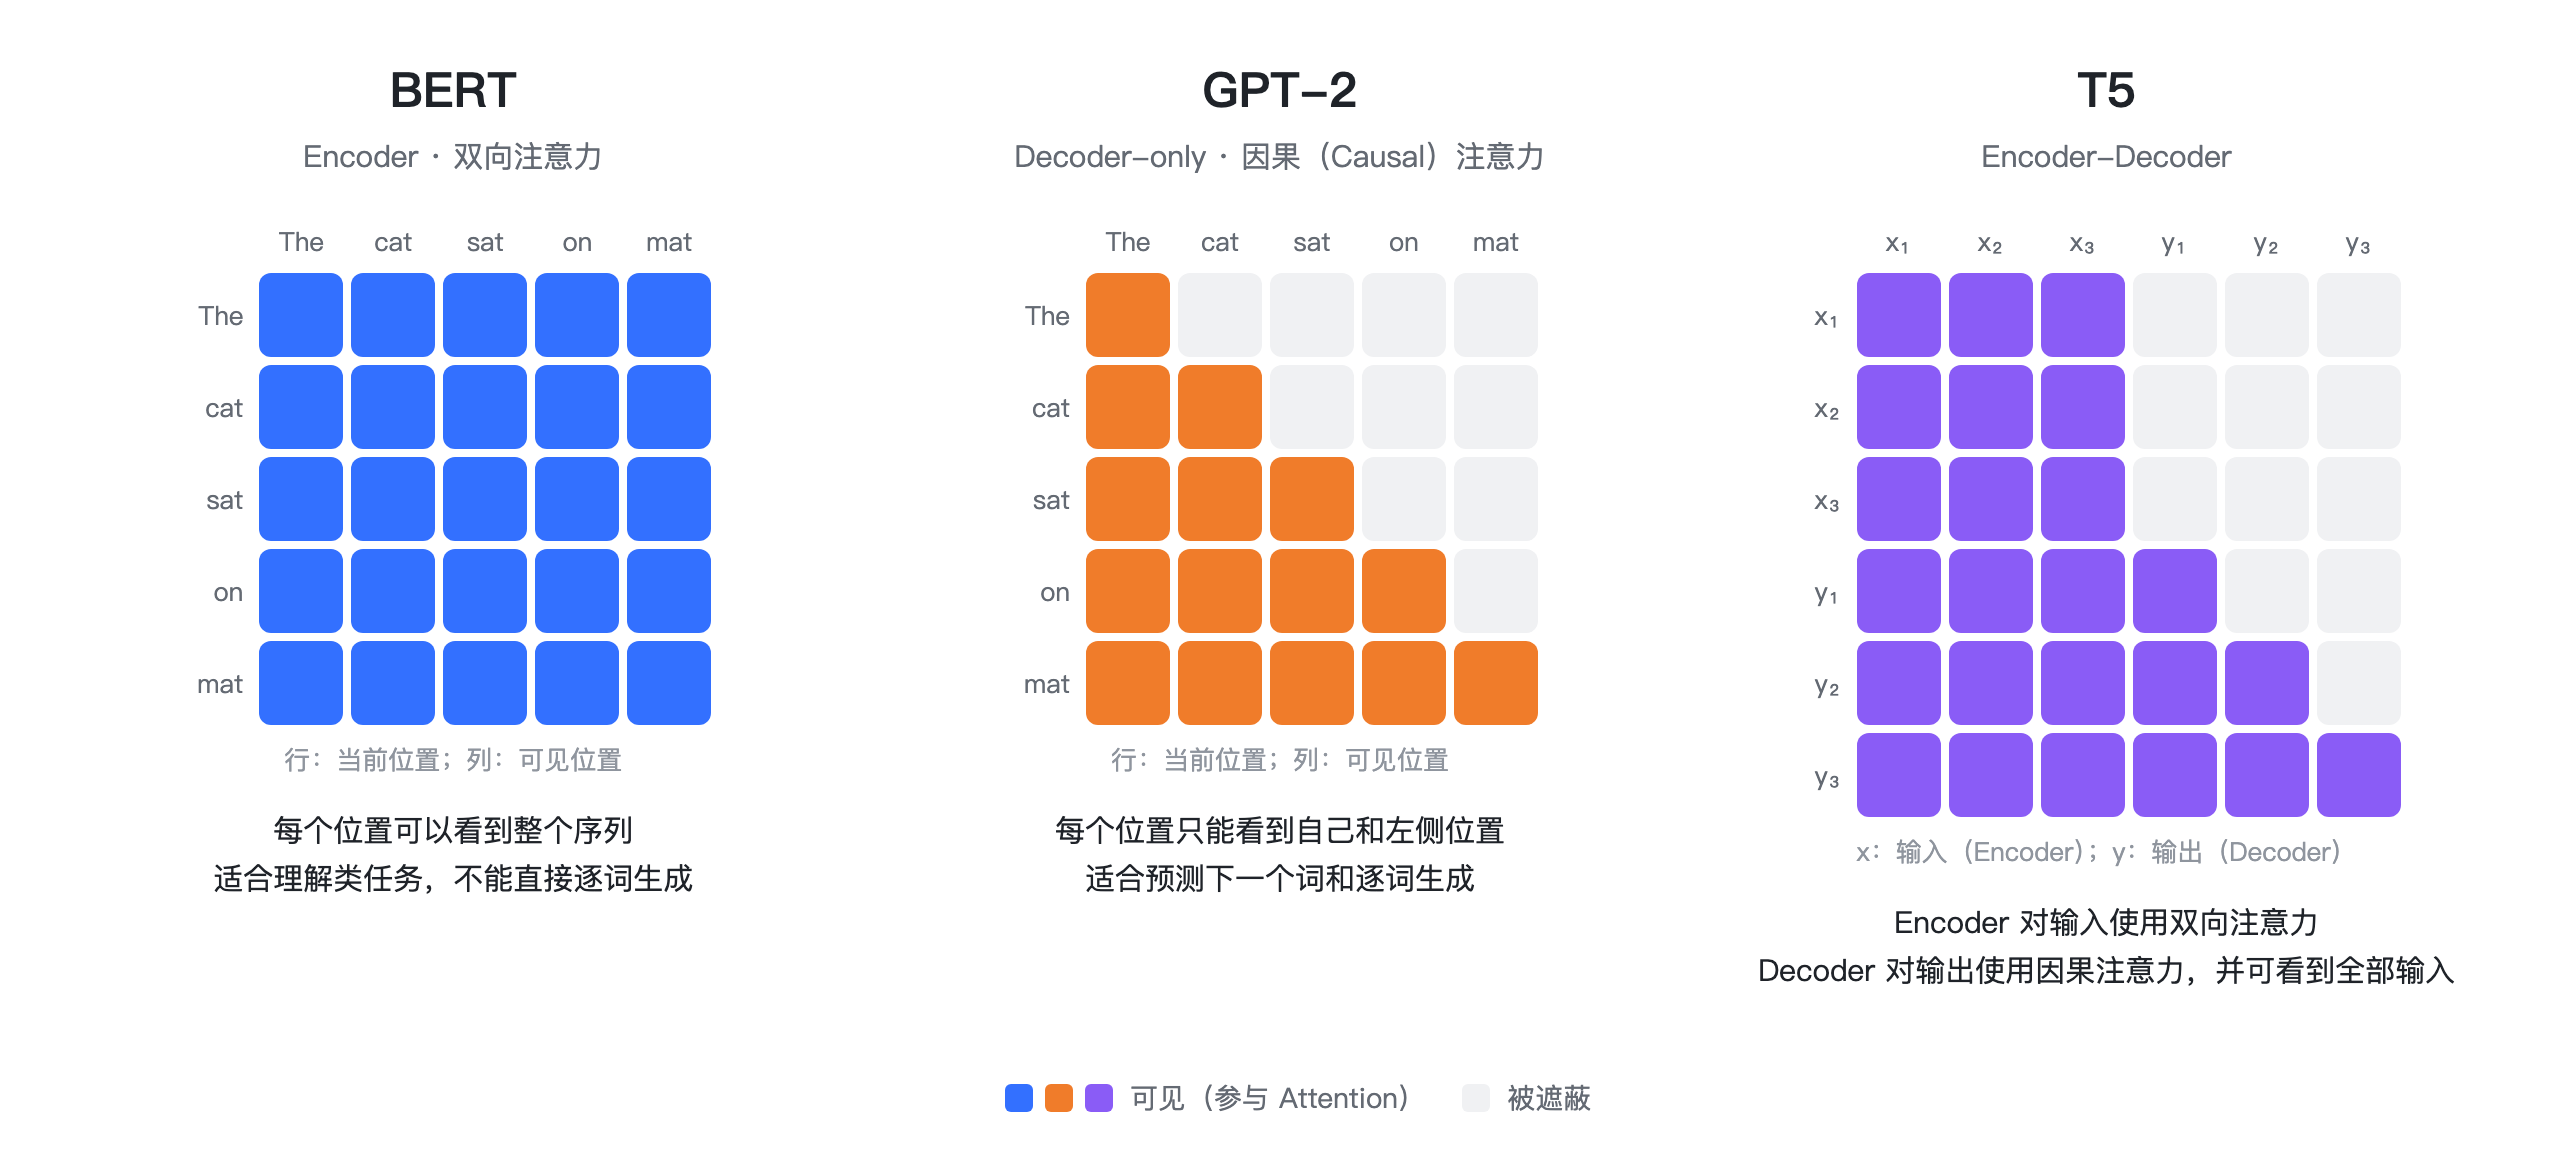 BERT
Encoder · 双向注意力
The cat sat on mat
The
cat
sat
on
mat
行：当前位置；列：可见位置
每个位置可以看到整个序列
适合理解类任务，不能直接逐词生成
GPT-2
Decoder-only · 因果（Causal）注意力
The cat sat on mat
The
cat
sat
on
mat
行：当前位置；列：可见位置
每个位置只能看到自己和左侧位置
适合预测下一个词和逐词生成
T5
Encoder-Decoder
x₁ x₂ x₃ y₁ y₂ y₃
x₁
x₂
x₃
y₁
y₂
y₃
x：输入（Encoder）；y：输出（Decoder）
Encoder 对输入使用双向注意力
Decoder 对输出使用因果注意力，并可看到全部输入
可见（参与 Attention） 被遮蔽